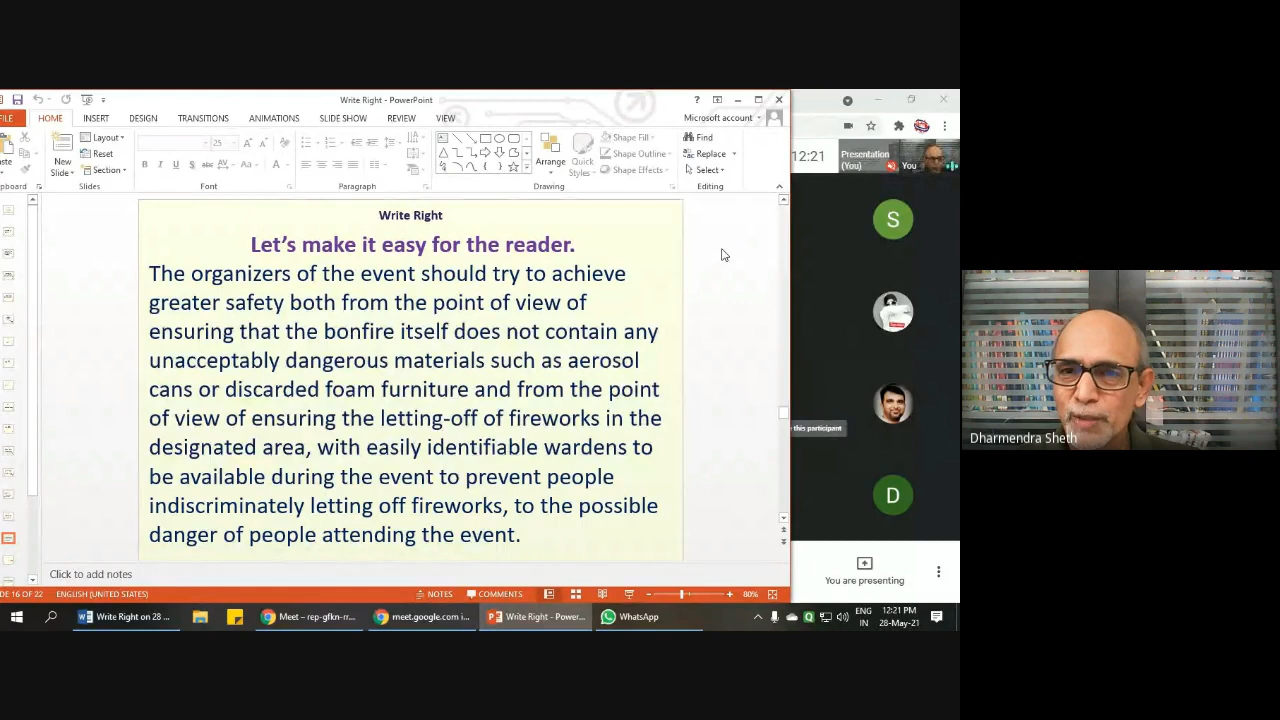 Write Right - PowerPoint
FILE
HOME
INSERT
DESIGN
TRANSITIONS
ANIMATIONS
SLIDE SHOW
REVIEW
VIEW
Microsoft account
New
Slide
Layout
Reset
Section
25
Arrange
Quick
Styles
Shape Fill
Shape Outline
Shape Effects
Find
Replace
Select
Slides
Font
Paragraph
Drawing
Editing
Write Right
Let's make it easy for the reader.
The organizers of the event should try to achieve
greater safety both from the point of view of
ensuring that the bonfire itself does not contain any
unacceptably dangerous materials such as aerosol
cans or discarded foam furniture and from the point
of view of ensuring the letting-off of fireworks in the
designated area, with easily identifiable wardens to
be available during the event to prevent people
indiscriminately letting off fireworks, to the possible
danger of people attending the event.
Click to add notes
DE 16 OF 22
ENGLISH (UNITED STATES)
NOTES
COMMENTS
80%
12:21
Presentation
(You)
You
S
this participant
D
You are presenting
Dharmendra Sheth
Write Right on 28 ...
Meet – rep-gfkn-rr...
meet.google.com i...
Write Right - Powe...
WhatsApp
ENG
IN
12:21 PM
28-May-21